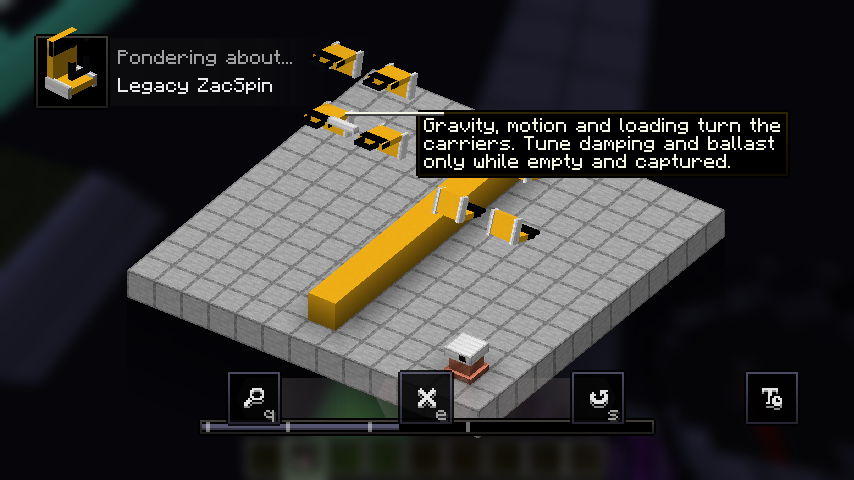 Pondering about...
Legacy ZacSpin
Gravity, motion and loading turn the
carriers. Tune damping and ballast
only while empty and captured.
q
e
s